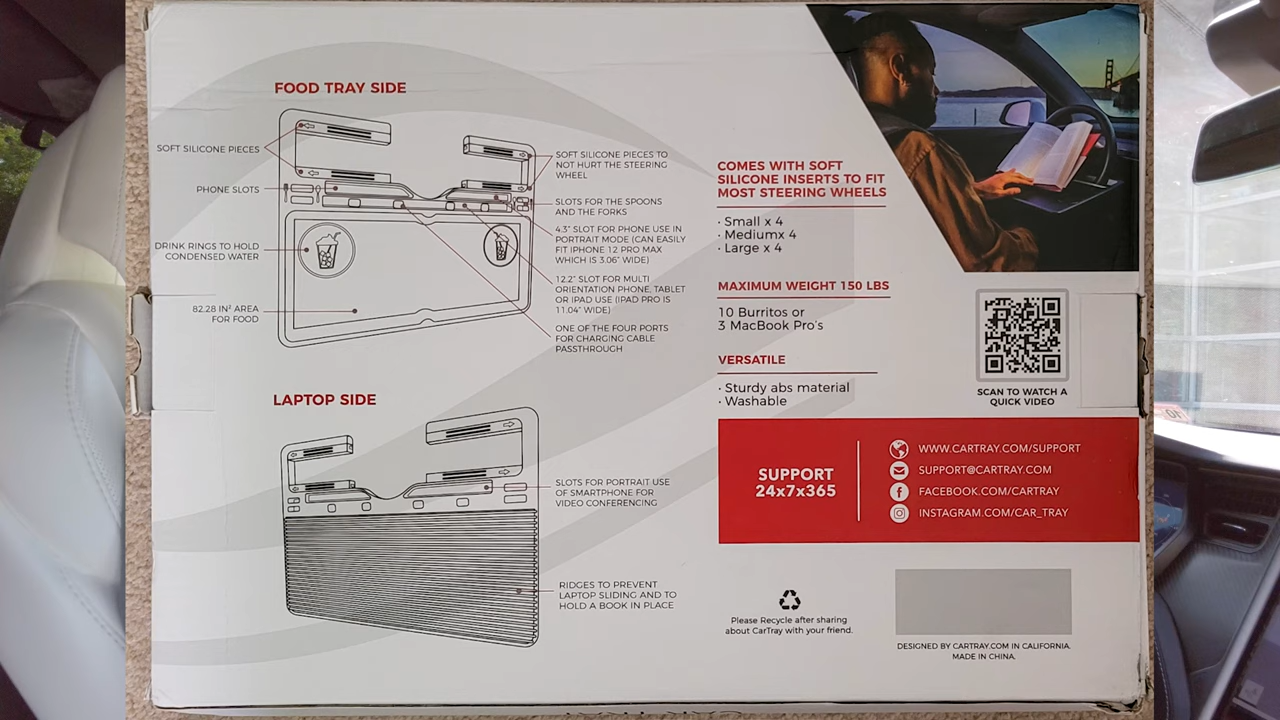 FOOD TRAY SIDE
SOFT SILICONE PIECES
PHONE SLOTS
DRINK RINGS TO HOLD
CONDENSED WATER
82.28 IN² AREA
FOR FOOD
SOFT SILICONE PIECES TO
NOT HURT THE STEERING
WHEEL
SLOTS FOR THE SPOONS
AND THE FORKS
4.3" SLOT FOR PHONE USE IN
PORTRAIT MODE (CAN EASILY
FIT IPHONE 12 PRO MAX
WHICH IS 3.06" WIDE)
12.2" SLOT FOR MULTI
ORIENTATION PHONE, TABLET
OR IPAD USE (IPAD PRO IS
11.04" WIDE)
ONE OF THE FOUR PORTS
FOR CHARGING CABLE
PASSTHROUGH
LAPTOP SIDE
SLOTS FOR PORTRAIT USE
OF SMARTPHONE FOR
VIDEO CONFERENCING
RIDGES TO PREVENT
LAPTOP SLIDING AND TO
HOLD A BOOK IN PLACE
COMES WITH SOFT
SILICONE INSERTS TO FIT
MOST STEERING WHEELS
· Small x 4
· Mediumx 4
· Large x 4
MAXIMUM WEIGHT 150 LBS
10 Burritos or
3 MacBook Pro's
VERSATILE
· Sturdy abs material
· Washable
SCAN TO WATCH A
QUICK VIDEO
SUPPORT
24x7x365
WWW.CARTRAY.COM/SUPPORT
SUPPORT@CARTRAY.COM
FACEBOOK.COM/CARTRAY
INSTAGRAM.COM/CAR_TRAY
Please Recycle after sharing
about CarTray with your friend.
DESIGNED BY CARTRAY.COM IN CALIFORNIA.
MADE IN CHINA.